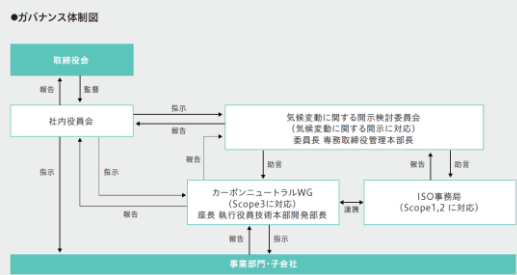 ●ガバナンス体制図
取締役会
報告
監督
社内役員会
指示
報告
気候変動に関する開示検討委員会
（気候変動に関する開示に対応）
委員長 専務取締役管理本部長
指示
指示
報告
報告
助言
報告
助言
カーボンニュートラルWG
（Scope3に対応）
座長 執行役員技術本部開発部長
連携
ISO事務局
（Scope1,2 に対応）
報告
指示
事業部門・子会社